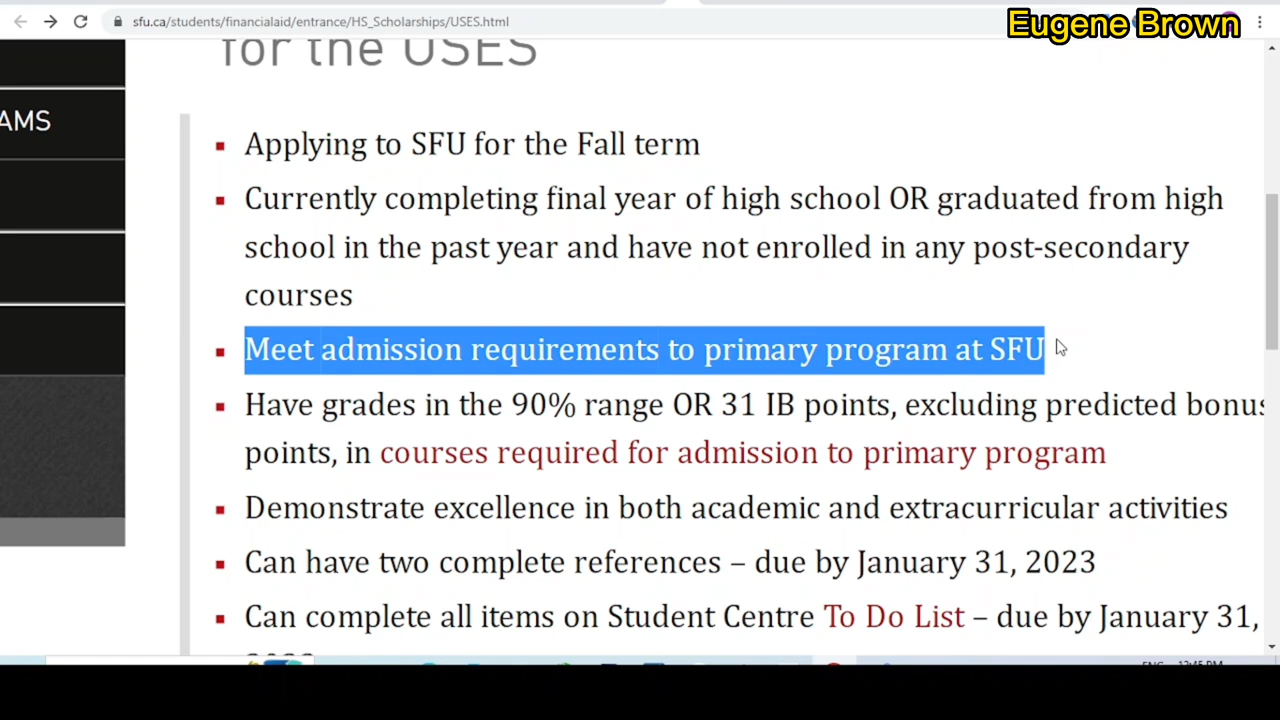 sfu.ca/students/financialaid/entrance/HS_Scholarships/USES.html
Eugene Brown
for the USES
AMS
Applying to SFU for the Fall term
Currently completing final year of high school OR graduated from high
school in the past year and have not enrolled in any post-secondary
courses
Meet admission requirements to primary program at SFU
Have grades in the 90% range OR 31 IB points, excluding predicted bonus
points, in courses required for admission to primary program
Demonstrate excellence in both academic and extracurricular activities
Can have two complete references – due by January 31, 2023
Can complete all items on Student Centre To Do List – due by January 31,